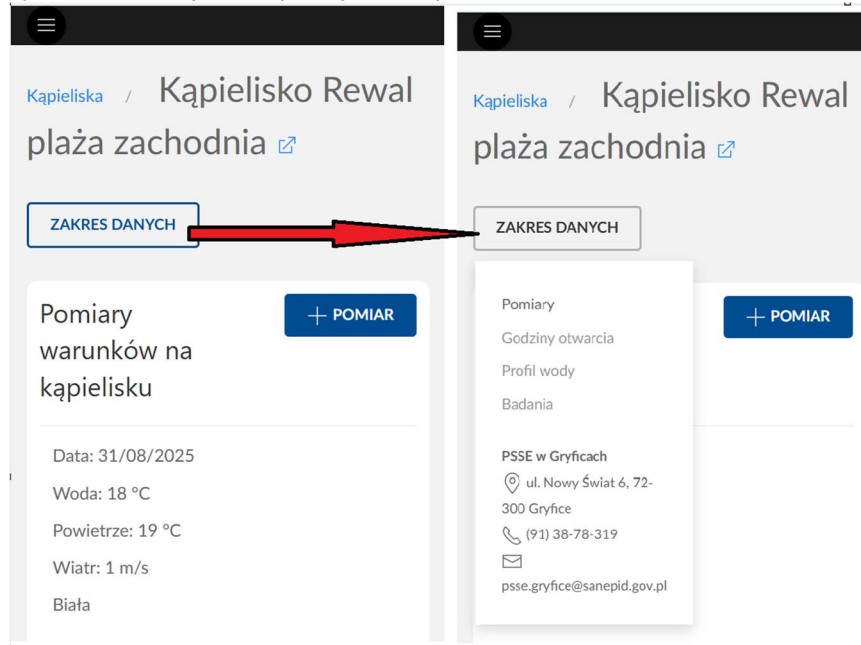 Kąpieliska / Kąpielisko Rewal
plaża zachodnia
ZAKRES DANYCH
Pomiary
warunków na
kąpielisku
+ POMIAR
Data: 31/08/2025
Woda: 18 °C
Powietrze: 19 °C
Wiatr: 1 m/s
Biała
Kąpieliska / Kąpielisko Rewal
plaża zachodnia
ZAKRES DANYCH
Pomiary
Godziny otwarcia
Profil wody
Badania
PSSE w Gryficach
ul. Nowy Świat 6, 72-
300 Gryfice
(91) 38-78-319
psse.gryfice@sanepid.gov.pl
+ POMIAR